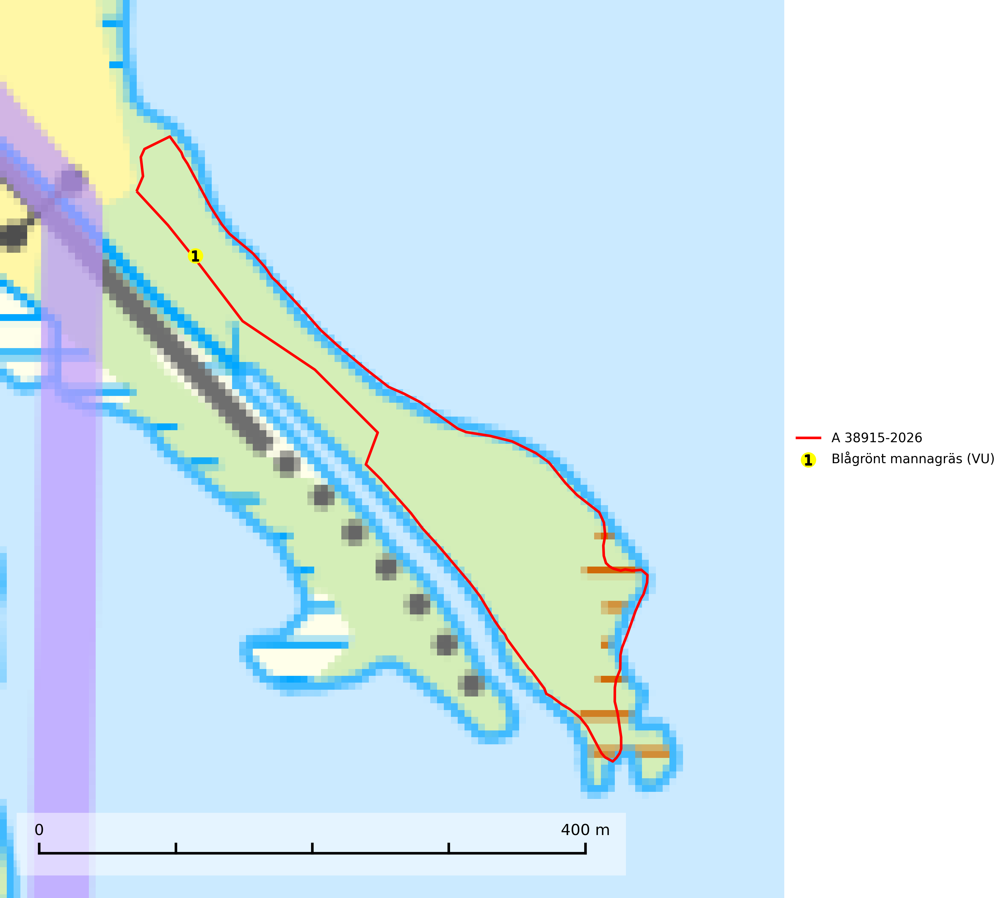 1
A 38915-2026
1 Blågrönt mannagräs (VU)
0 400 m